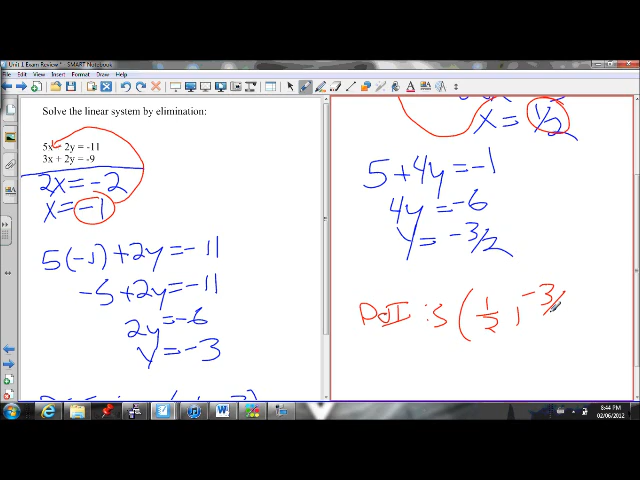 Unit 1 Exam Review * - SMART Notebook
File Edit View Insert Format Tools Help
Solve the linear system by elimination:
5x - 2y = -11
3x + 2y = -9
2x = -2
x = -1
5(-1) + 2y = -11
-5 + 2y = -11
2y = -6
y = -3
x = 1/2
5 + 4y = -1
4y = -6
y = -3/2
PoI is ( 1/2 , -3/
8:44 PM
02/06/2012